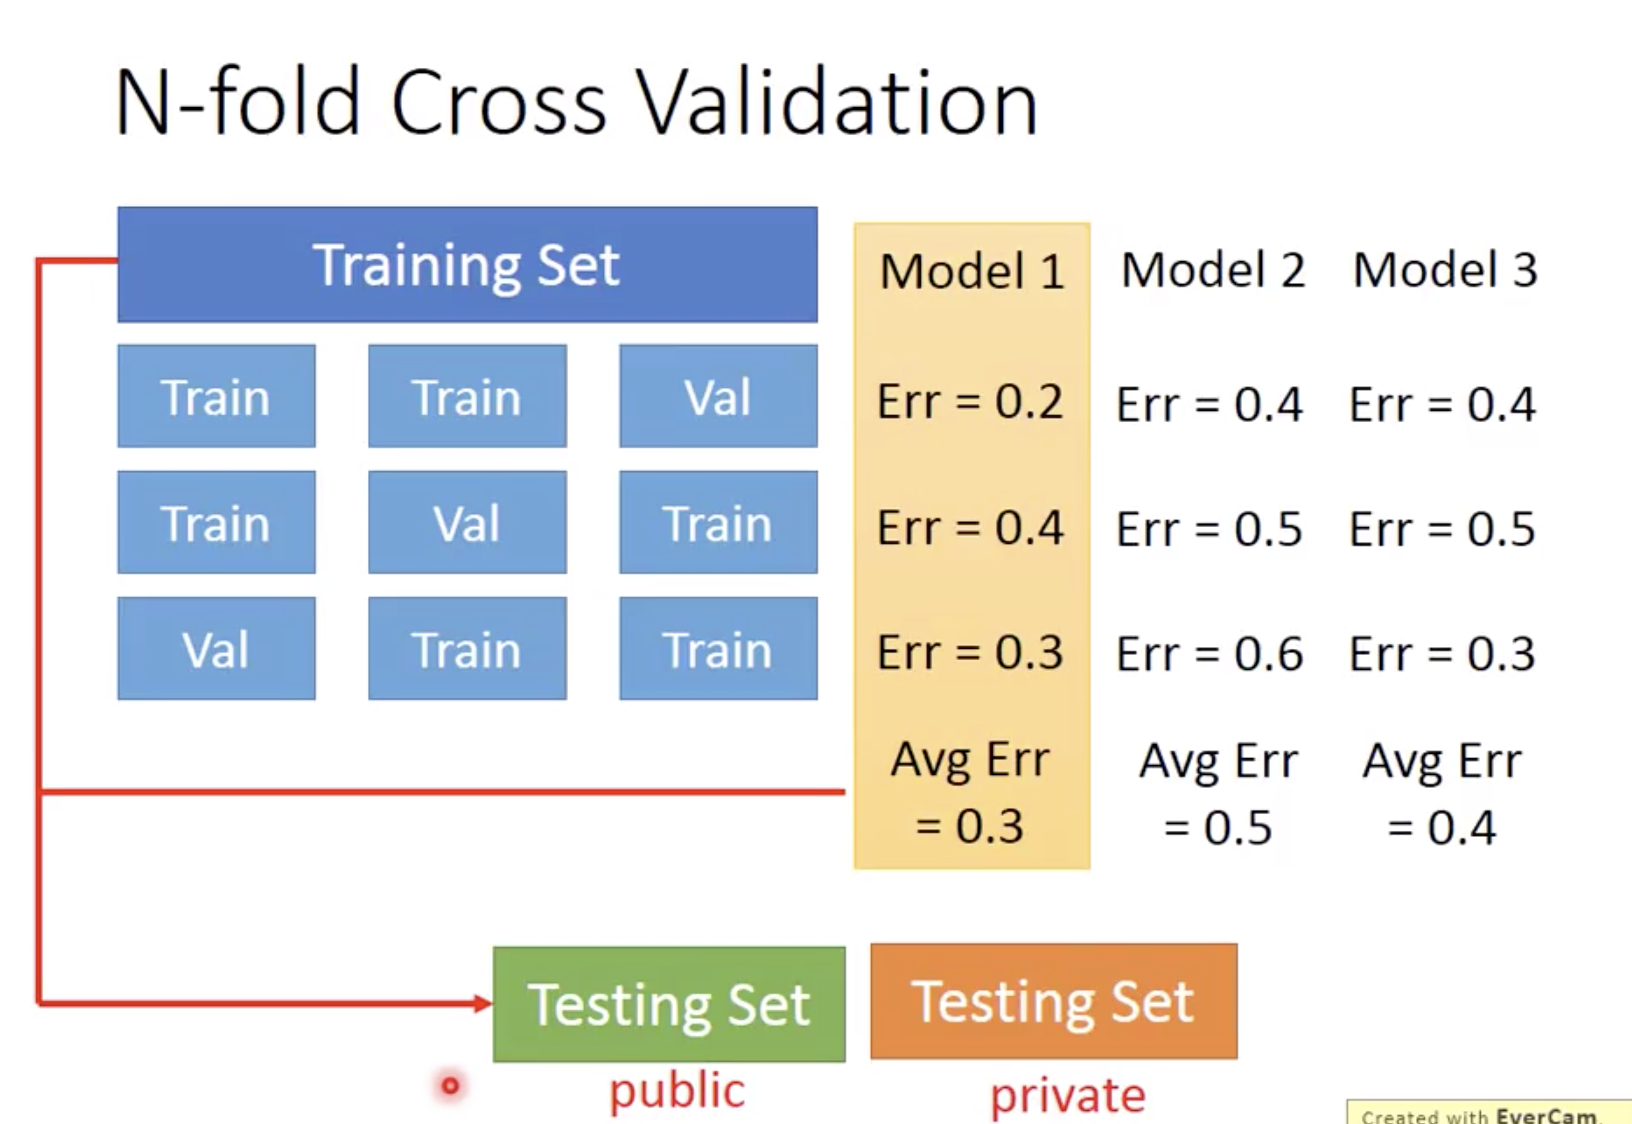 N-fold Cross Validation
Training Set
Model 1 Model 2 Model 3
Train Train Val Err = 0.2 Err = 0.4 Err = 0.4
Train Val Train Err = 0.4 Err = 0.5 Err = 0.5
Val Train Train Err = 0.3 Err = 0.6 Err = 0.3
Avg Err Avg Err Avg Err
= 0.3 = 0.5 = 0.4
Testing Set Testing Set
public private
Created with EverCam.